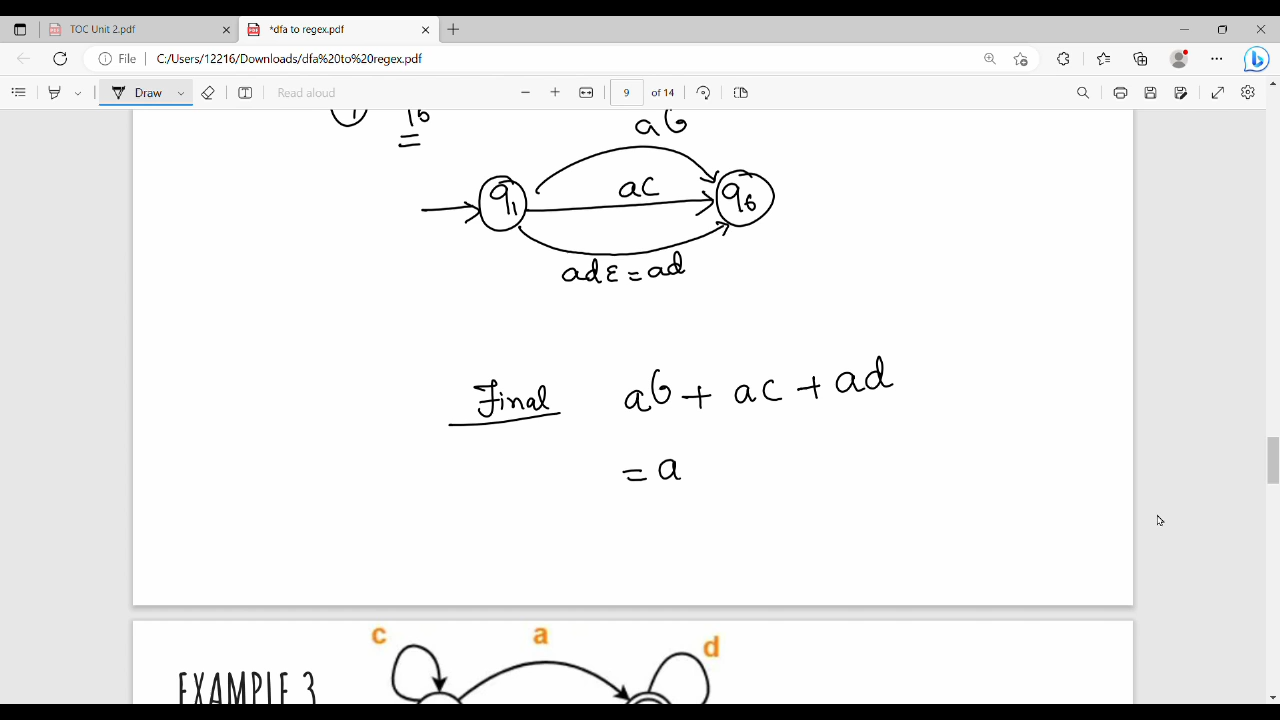 TOC Unit 2.pdf
*dfa to regex.pdf
File
C:/Users/12216/Downloads/dfa%20to%20regex.pdf
Draw
Read aloud
9 of 14
ab
q1
ac
q6
adε = ad
Final ab + ac + ad
= a
c a d
EXAMPLE 3